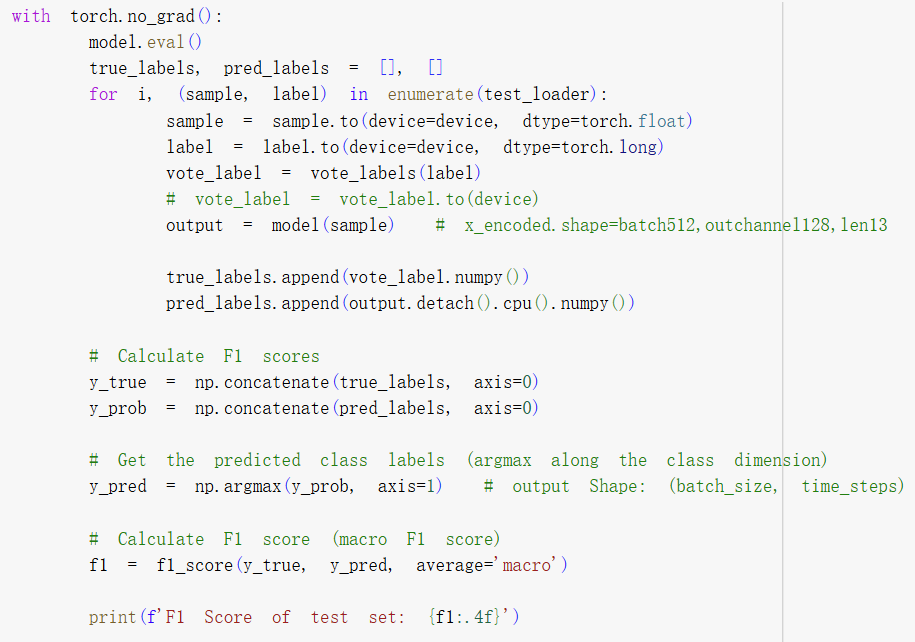 with torch.no_grad():
model.eval()
true_labels, pred_labels = [], []
for i, (sample, label) in enumerate(test_loader):
sample = sample.to(device=device, dtype=torch.float)
label = label.to(device=device, dtype=torch.long)
vote_label = vote_labels(label)
# vote_label = vote_label.to(device)
output = model(sample) # x_encoded.shape=batch512,outchannel128,len13
true_labels.append(vote_label.numpy())
pred_labels.append(output.detach().cpu().numpy())
# Calculate F1 scores
y_true = np.concatenate(true_labels, axis=0)
y_prob = np.concatenate(pred_labels, axis=0)
# Get the predicted class labels (argmax along the class dimension)
y_pred = np.argmax(y_prob, axis=1) # output Shape: (batch_size, time_steps)
# Calculate F1 score (macro F1 score)
f1 = f1_score(y_true, y_pred, average='macro')
print(f'F1 Score of test set: {f1:.4f}')